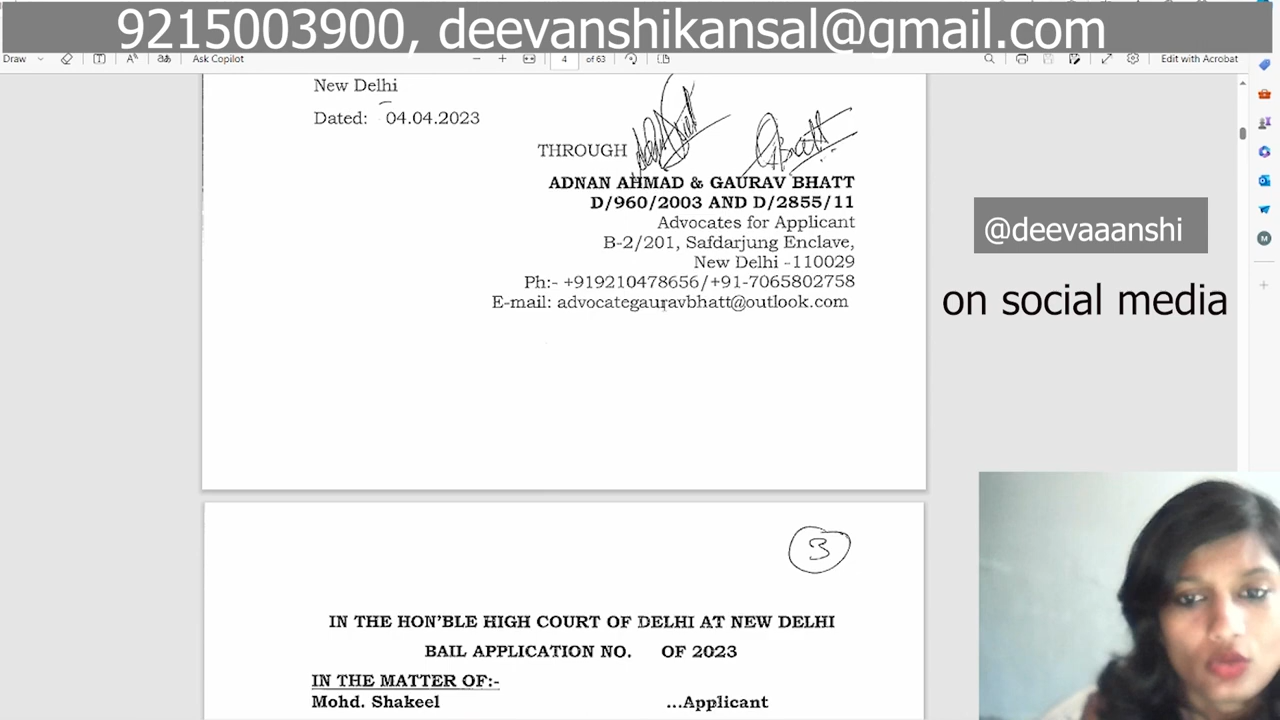 9215003900, deevanshikansal@gmail.com
Draw
Ask Copilot
4 of 63
Edit with Acrobat
New Delhi
Dated: 04.04.2023
THROUGH
ADNAN AHMAD & GAURAV BHATT
D/960/2003 AND D/2855/11
Advocates for Applicant
B-2/201, Safdarjung Enclave,
New Delhi -110029
Ph:- +919210478656/+91-7065802758
E-mail: advocategauravbhatt@outlook.com
@deevaaanshi
on social media
3
IN THE HON'BLE HIGH COURT OF DELHI AT NEW DELHI
BAIL APPLICATION NO. OF 2023
IN THE MATTER OF:-
Mohd. Shakeel ...Applicant